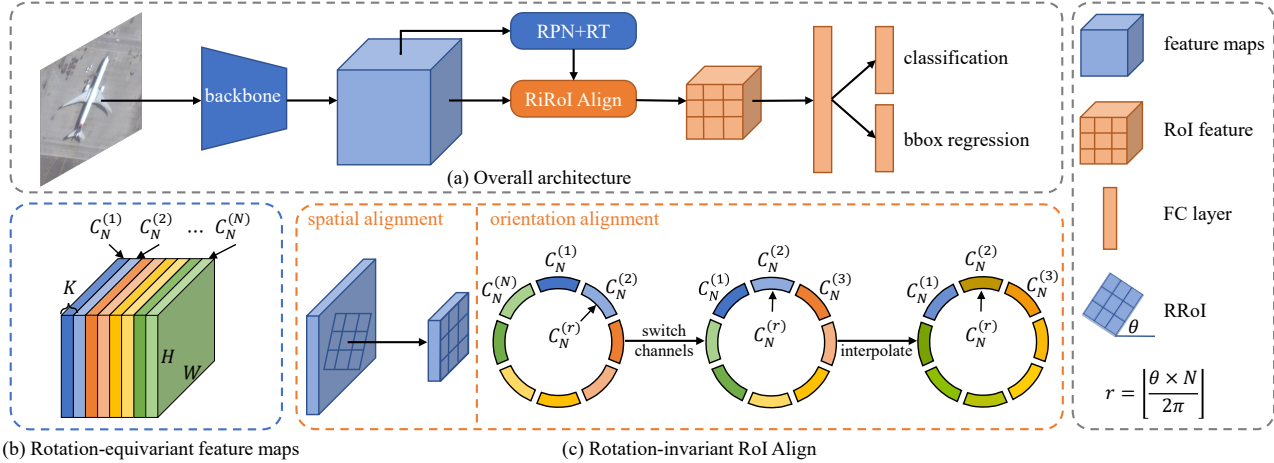 RPN+RT
backbone
RiRoI Align
classification
bbox regression
(a) Overall architecture
feature maps
RoI feature
FC layer
RRoI
θ
r = ⌊θ × N / 2π⌋
C_N^(1) C_N^(2) ... C_N^(N)
K
H
W
(b) Rotation-equivariant feature maps
spatial alignment
orientation alignment
C_N^(N) C_N^(1) C_N^(2)
C_N^(r)
switch
channels
C_N^(1) C_N^(2) C_N^(3)
C_N^(r)
interpolate
C_N^(1) C_N^(2) C_N^(3)
C_N^(r)
(c) Rotation-invariant RoI Align